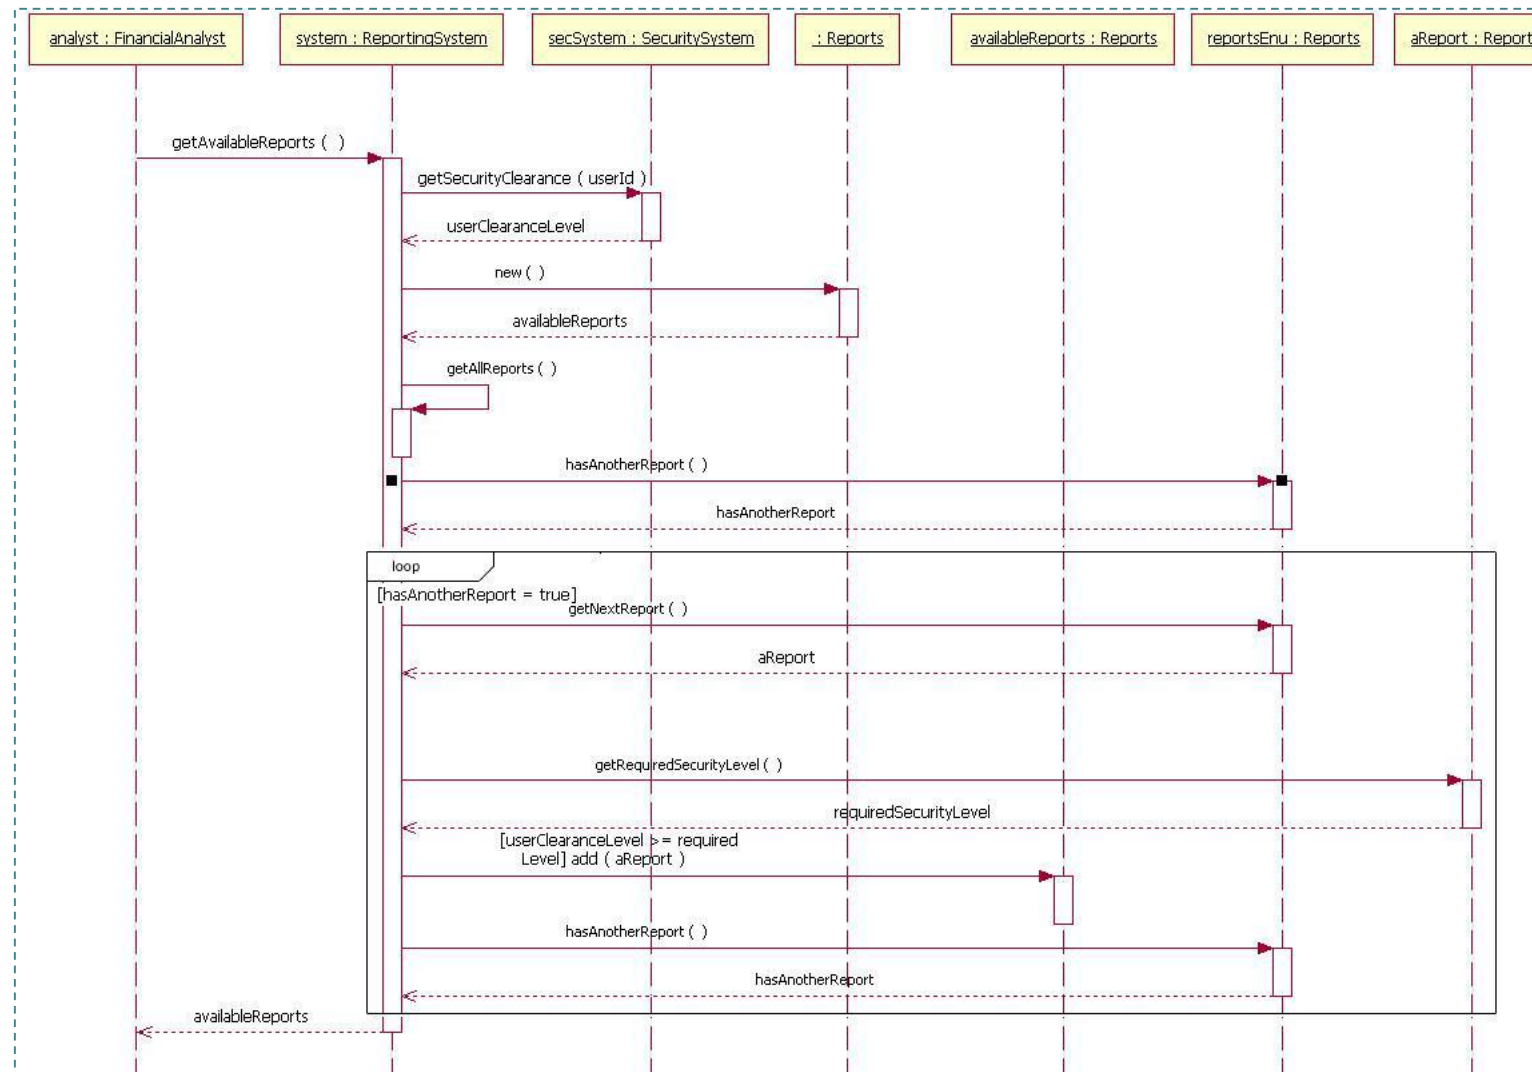 analyst : FinancialAnalyst
system : ReportingSystem
secSystem : SecuritySystem
: Reports
availableReports : Reports
reportsEnu : Reports
aReport : Report
getAvailableReports ( )
getSecurityClearance ( userId )
userClearanceLevel
new ( )
availableReports
getAllReports ( )
hasAnotherReport ( )
hasAnotherReport
loop
[hasAnotherReport = true]
getNextReport ( )
aReport
getRequiredSecurityLevel ( )
requiredSecurityLevel
[userClearanceLevel >= required
Level] add ( aReport )
hasAnotherReport ( )
hasAnotherReport
availableReports